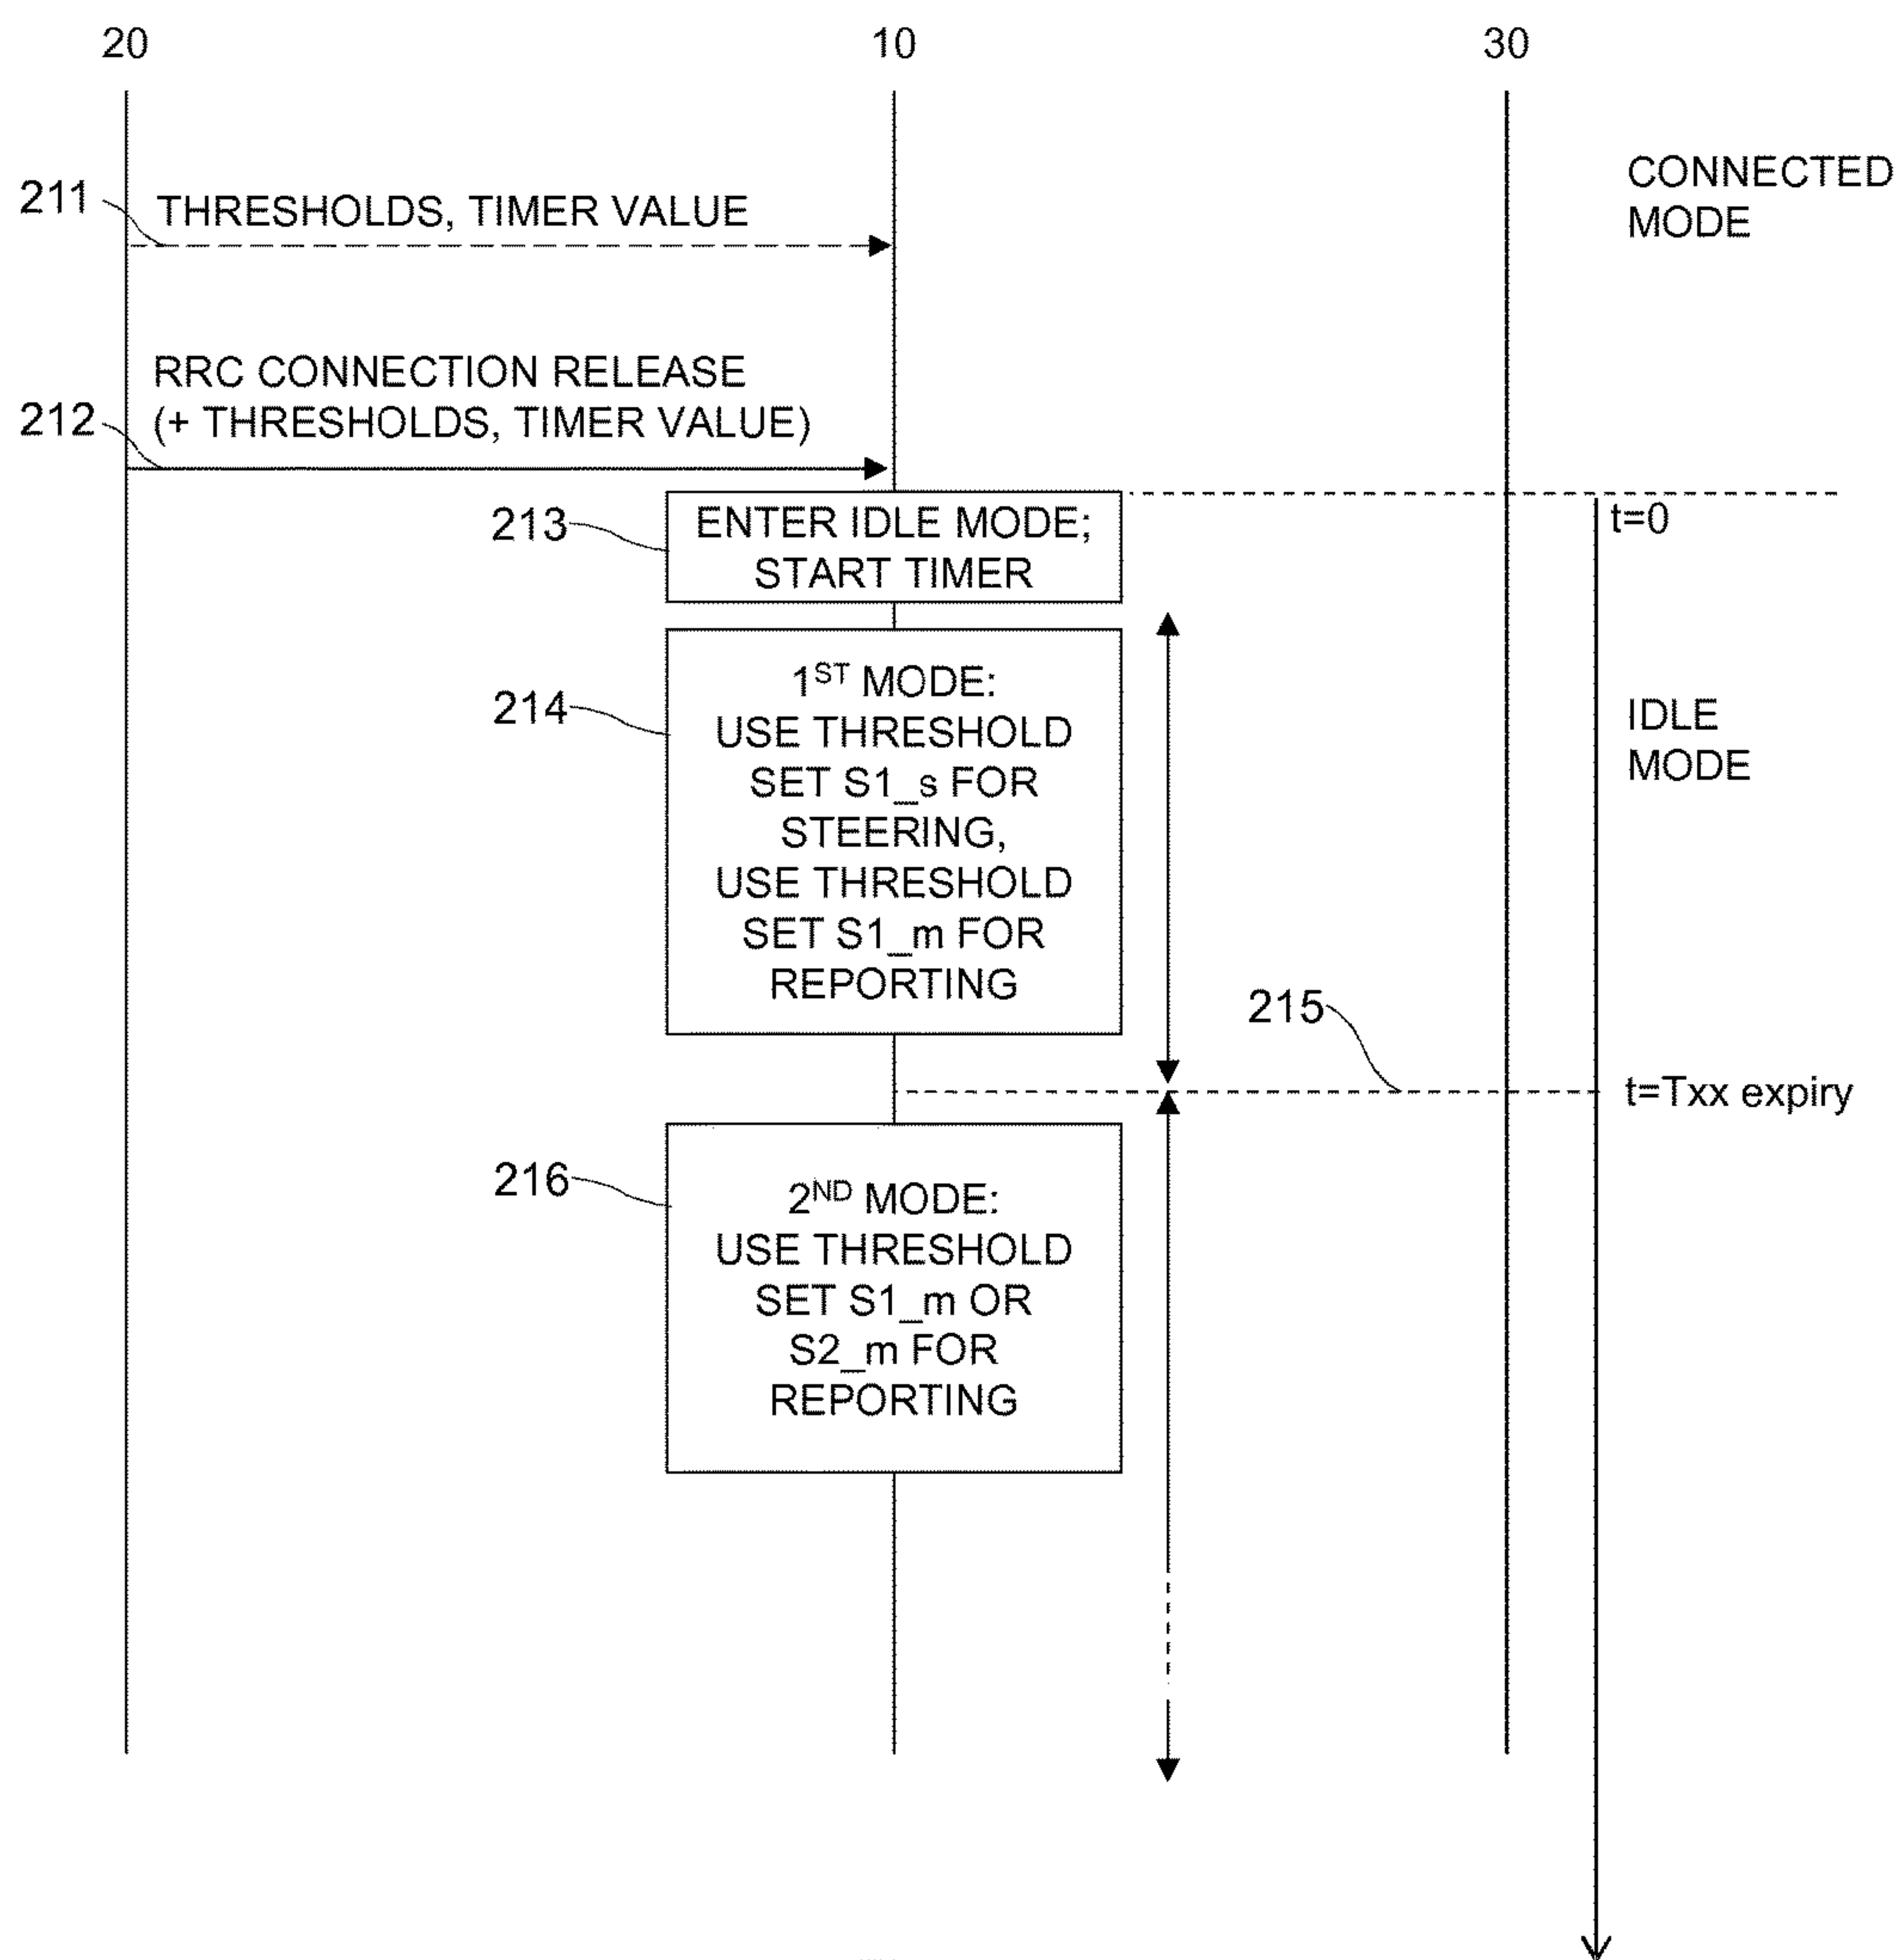 20
10
30
CONNECTED
MODE
211
THRESHOLDS, TIMER VALUE
RRC CONNECTION RELEASE
(+ THRESHOLDS, TIMER VALUE)
212
213
ENTER IDLE MODE;
START TIMER
t=0
214
1ST MODE:
USE THRESHOLD
SET S1_s FOR
STEERING,
USE THRESHOLD
SET S1_m FOR
REPORTING
IDLE
MODE
215
t=Txx expiry
216
2ND MODE:
USE THRESHOLD
SET S1_m OR
S2_m FOR
REPORTING